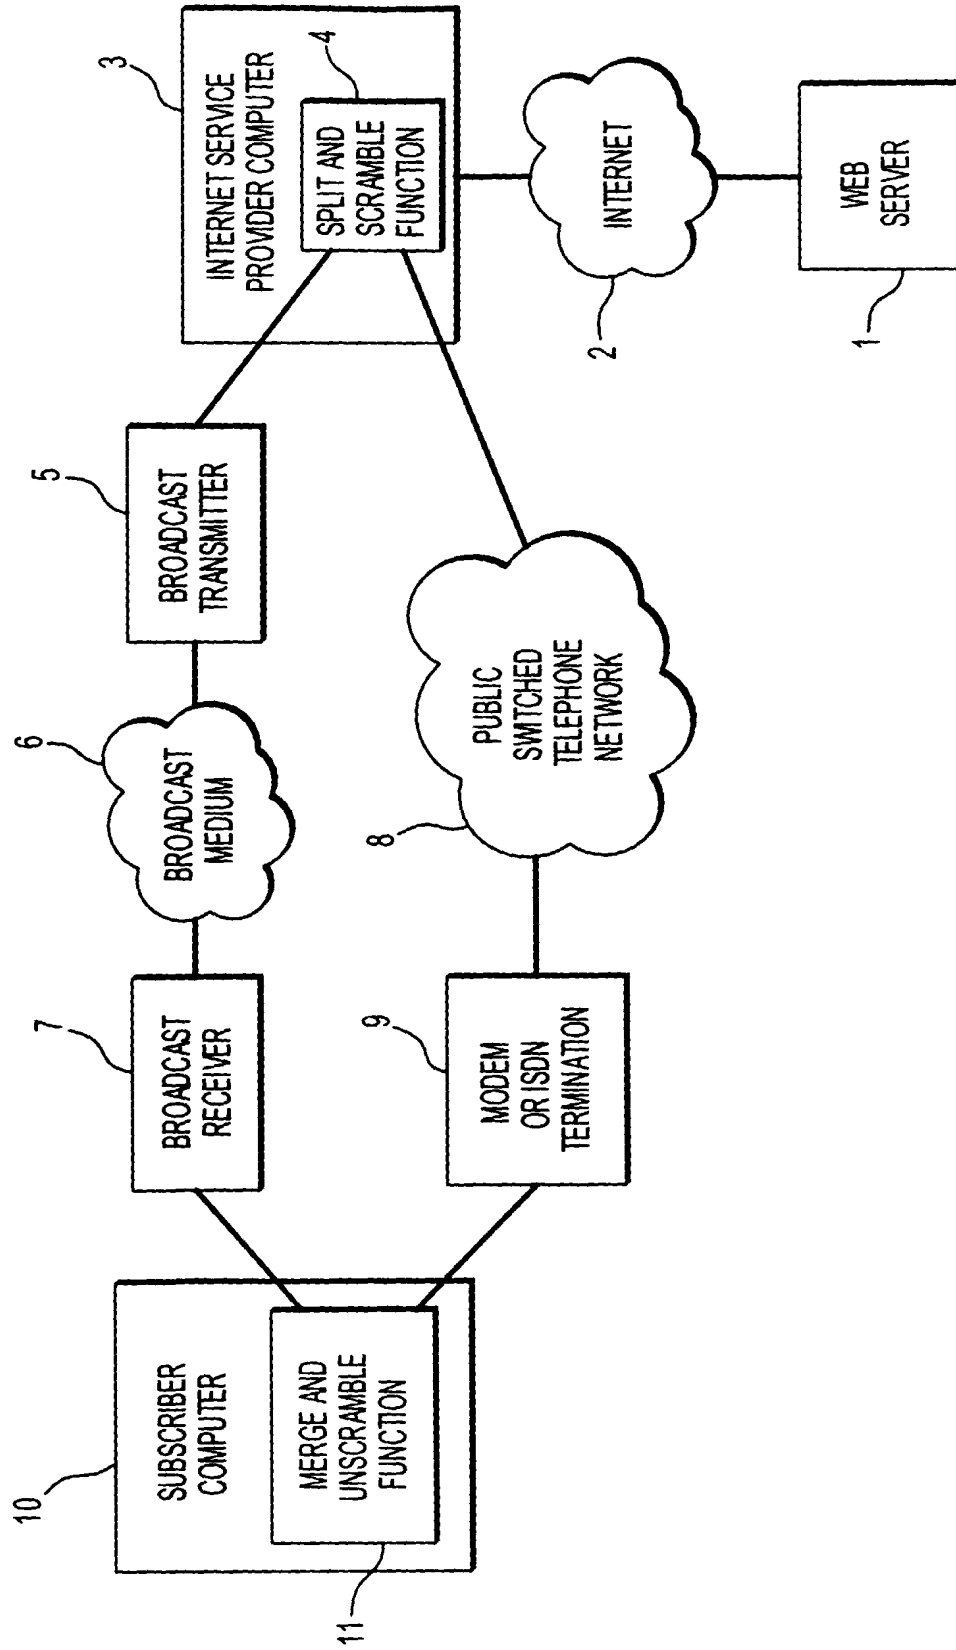 10
SUBSCRIBER
COMPUTER
MERGE AND
UNSCRAMBLE
FUNCTION
11
7
BROADCAST
RECEIVER
6
BROADCAST
MEDIUM
5
BROADCAST
TRANSMITTER
3
INTERNET SERVICE
PROVIDER COMPUTER
4
SPLIT AND
SCRAMBLE
FUNCTION
9
MODEM
OR ISDN
TERMINATION
8
PUBLIC
SWITCHED
TELEPHONE
NETWORK
2
INTERNET
1
WEB
SERVER